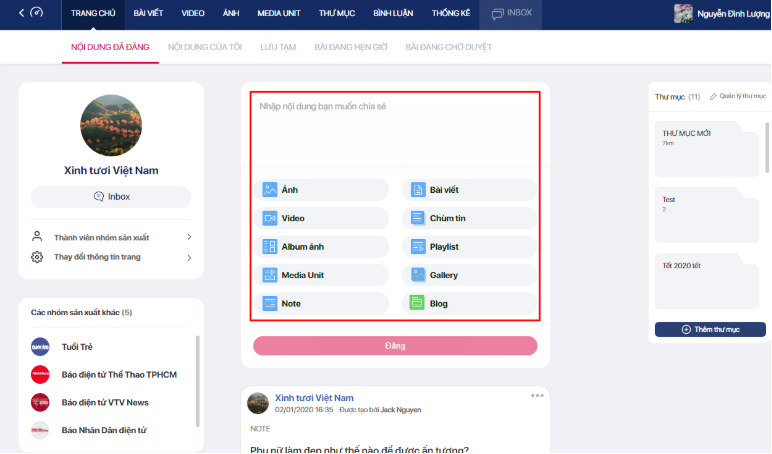 TRANG CHỦ BÀI VIẾT VIDEO ẢNH MEDIA UNIT THƯ MỤC BÌNH LUẬN THỐNG KÊ INBOX Nguyễn Đình Lượng
NỘI DUNG ĐÃ ĐĂNG NỘI DUNG CỦA TÔI LƯU TẠM BÀI ĐANG HẸN GIỜ BÀI ĐANG CHỜ DUYỆT
Xinh tươi Việt Nam
Inbox
Thành viên nhóm sản xuất
Thay đổi thông tin trang
Các nhóm sản xuất khác (5)
Tuổi Trẻ
Báo điện tử Thể Thao TPHCM
Báo điện tử VTV News
Báo Nhân Dân điện tử
Nhập nội dung bạn muốn chia sẻ
Ảnh Bài viết
Video Chùm tin
Album ảnh Playlist
Media Unit Gallery
Note Blog
Đăng
Xinh tươi Việt Nam
02/01/2020 16:35 Được tạo bởi Jack Nguyen
NOTE
Phụ nữ làm đẹp như thế nào để được ấn tượng?
Thư mục (11) Quản lý thư mục
THƯ MỤC MỚI
7km
Test
2
Tết 2020 tết
Thêm thư mục